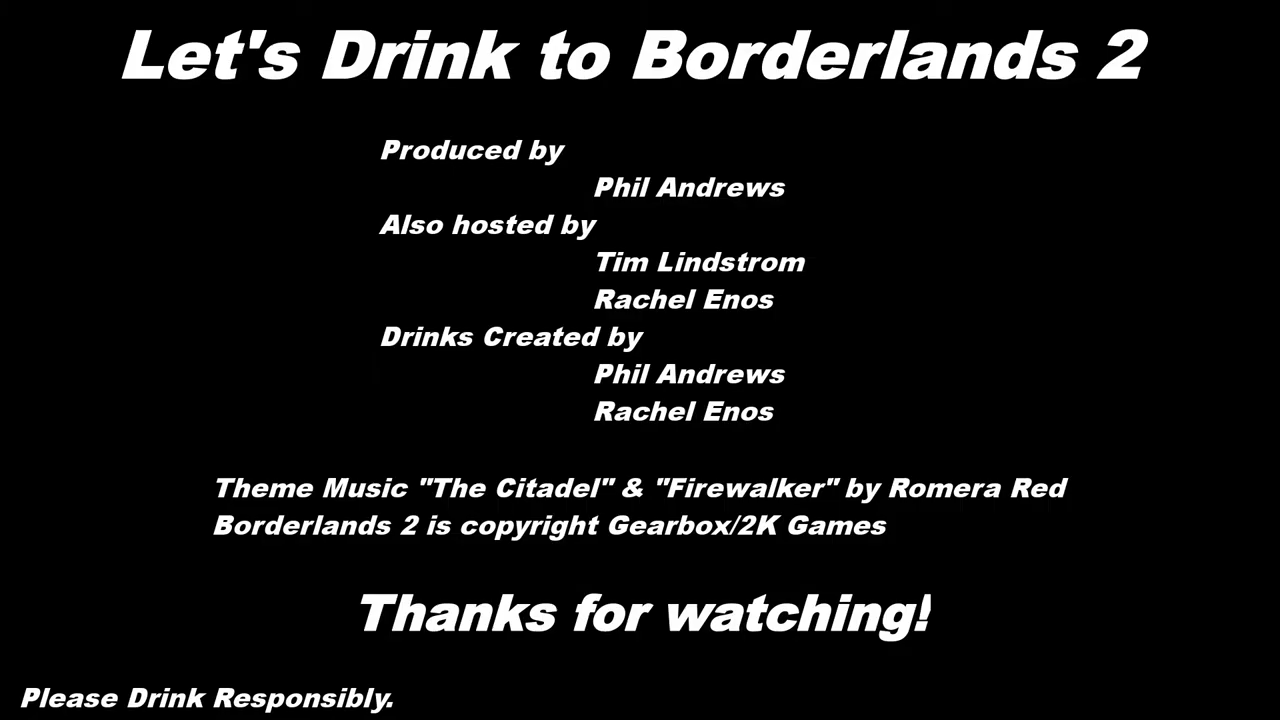 Let's Drink to Borderlands 2
Produced by
Phil Andrews
Also hosted by
Tim Lindstrom
Rachel Enos
Drinks Created by
Phil Andrews
Rachel Enos
Theme Music "The Citadel" & "Firewalker" by Romera Red
Borderlands 2 is copyright Gearbox/2K Games
Thanks for watching!
Please Drink Responsibly.